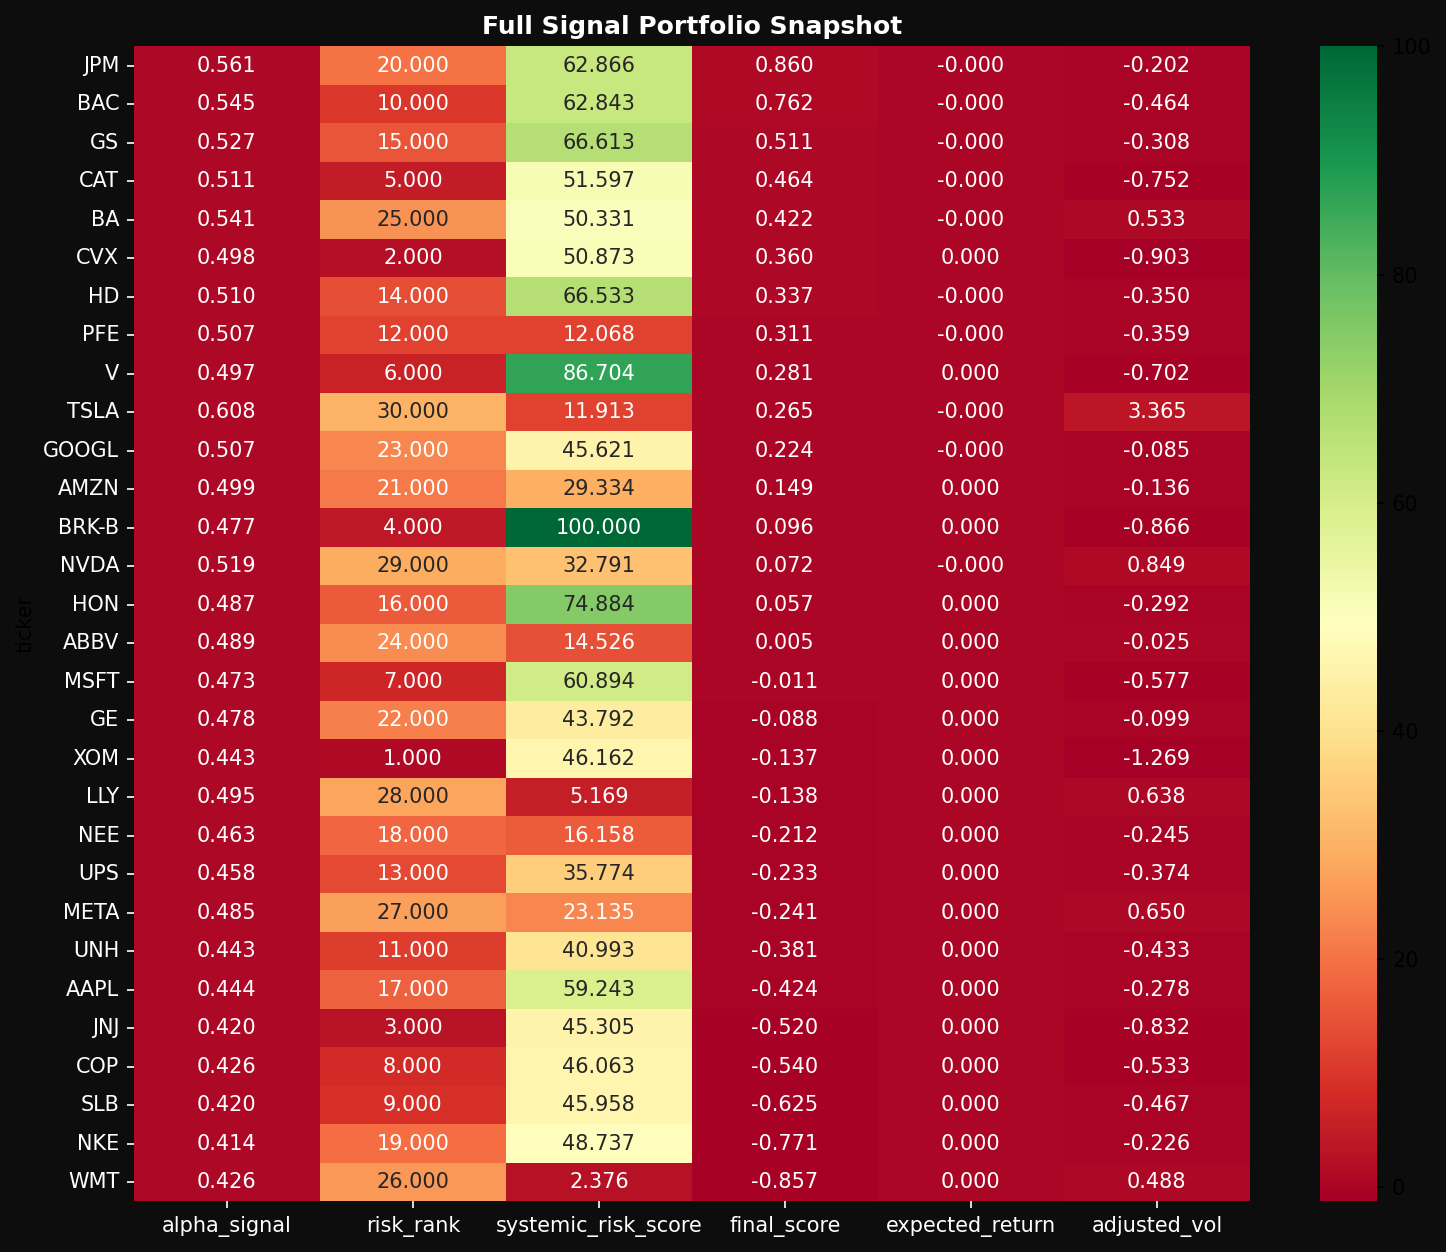 Full Signal Portfolio Snapshot
JPM 0.561 20.000 62.866 0.860 -0.000 -0.202
BAC 0.545 10.000 62.843 0.762 -0.000 -0.464
GS 0.527 15.000 66.613 0.511 -0.000 -0.308
CAT 0.511 5.000 51.597 0.464 -0.000 -0.752
BA 0.541 25.000 50.331 0.422 -0.000 0.533
CVX 0.498 2.000 50.873 0.360 0.000 -0.903
HD 0.510 14.000 66.533 0.337 -0.000 -0.350
PFE 0.507 12.000 12.068 0.311 -0.000 -0.359
V 0.497 6.000 86.704 0.281 0.000 -0.702
TSLA 0.608 30.000 11.913 0.265 -0.000 3.365
GOOGL 0.507 23.000 45.621 0.224 -0.000 -0.085
AMZN 0.499 21.000 29.334 0.149 0.000 -0.136
BRK-B 0.477 4.000 100.000 0.096 0.000 -0.866
NVDA 0.519 29.000 32.791 0.072 -0.000 0.849
HON 0.487 16.000 74.884 0.057 0.000 -0.292
ABBV 0.489 24.000 14.526 0.005 0.000 -0.025
MSFT 0.473 7.000 60.894 -0.011 0.000 -0.577
GE 0.478 22.000 43.792 -0.088 0.000 -0.099
XOM 0.443 1.000 46.162 -0.137 0.000 -1.269
LLY 0.495 28.000 5.169 -0.138 0.000 0.638
NEE 0.463 18.000 16.158 -0.212 0.000 -0.245
UPS 0.458 13.000 35.774 -0.233 0.000 -0.374
META 0.485 27.000 23.135 -0.241 0.000 0.650
UNH 0.443 11.000 40.993 -0.381 0.000 -0.433
AAPL 0.444 17.000 59.243 -0.424 0.000 -0.278
JNJ 0.420 3.000 45.305 -0.520 0.000 -0.832
COP 0.426 8.000 46.063 -0.540 0.000 -0.533
SLB 0.420 9.000 45.958 -0.625 0.000 -0.467
NKE 0.414 19.000 48.737 -0.771 0.000 -0.226
WMT 0.426 26.000 2.376 -0.857 0.000 0.488
alpha_signal risk_rank systemic_risk_score final_score expected_return adjusted_vol
ticker
100
80
60
40
20
0